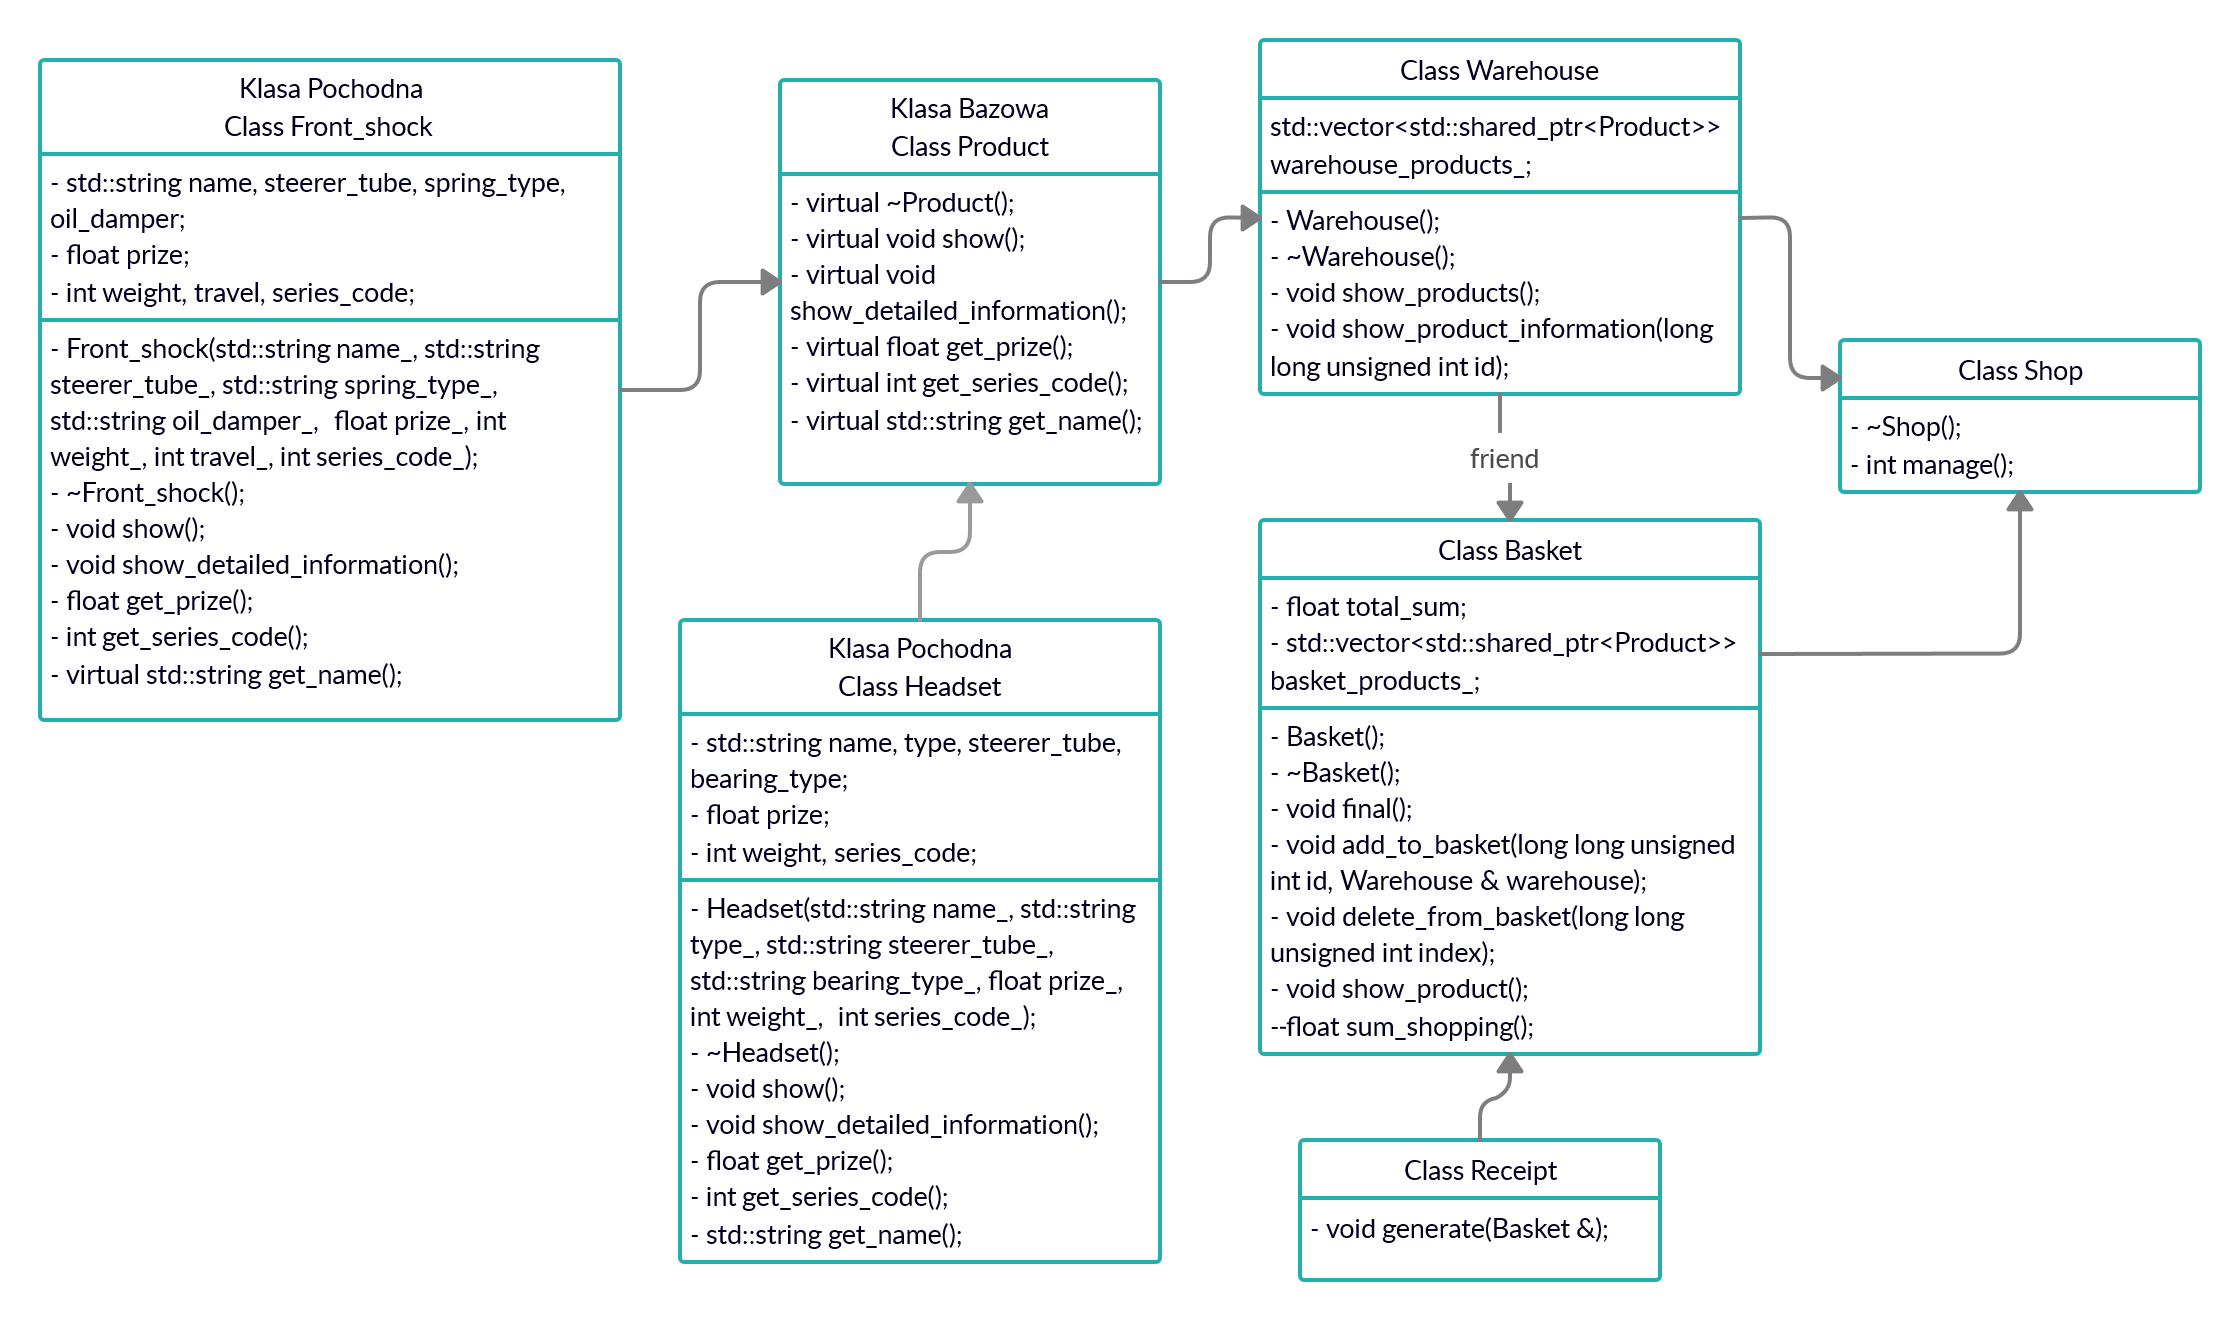 Klasa Pochodna
Class Front_shock
- std::string name, steerer_tube, spring_type,
oil_damper;
- float prize;
- int weight, travel, series_code;
- Front_shock(std::string name_, std::string
steerer_tube_, std::string spring_type_,
std::string oil_damper_, float prize_, int
weight_, int travel_, int series_code_);
- ~Front_shock();
- void show();
- void show_detailed_information();
- float get_prize();
- int get_series_code();
- virtual std::string get_name();
Klasa Bazowa
Class Product
- virtual ~Product();
- virtual void show();
- virtual void
show_detailed_information();
- virtual float get_prize();
- virtual int get_series_code();
- virtual std::string get_name();
Klasa Pochodna
Class Headset
- std::string name, type, steerer_tube,
bearing_type;
- float prize;
- int weight, series_code;
- Headset(std::string name_, std::string
type_, std::string steerer_tube_,
std::string bearing_type_, float prize_,
int weight_, int series_code_);
- ~Headset();
- void show();
- void show_detailed_information();
- float get_prize();
- int get_series_code();
- std::string get_name();
Class Warehouse
std::vector<std::shared_ptr<Product>>
warehouse_products_;
- Warehouse();
- ~Warehouse();
- void show_products();
- void show_product_information(long
long unsigned int id);
friend
Class Basket
- float total_sum;
- std::vector<std::shared_ptr<Product>>
basket_products_;
- Basket();
- ~Basket();
- void final();
- void add_to_basket(long long unsigned
int id, Warehouse & warehouse);
- void delete_from_basket(long long
unsigned int index);
- void show_product();
--float sum_shopping();
Class Receipt
- void generate(Basket &);
Class Shop
- ~Shop();
- int manage();